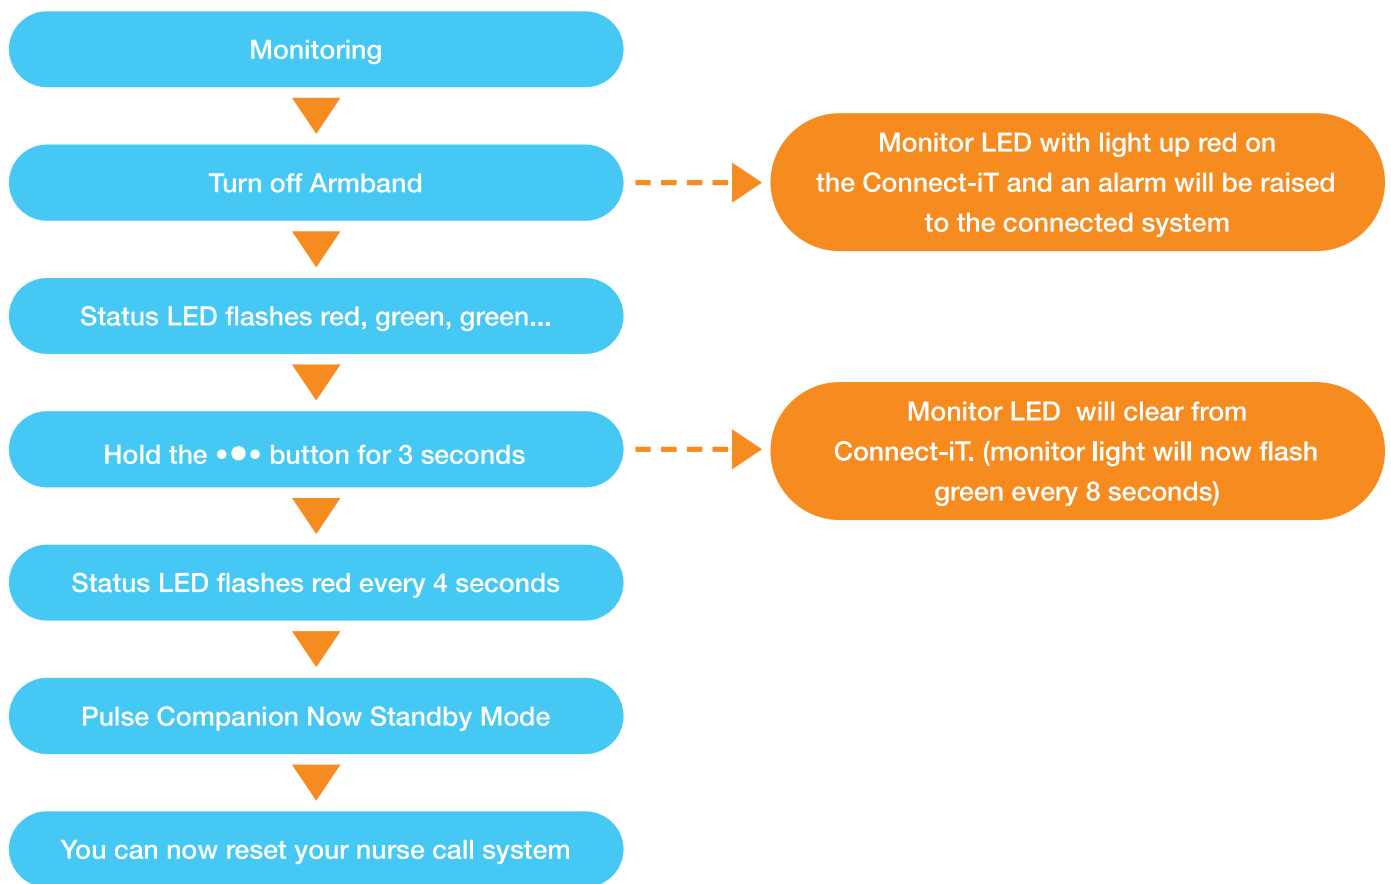 Monitoring
Turn off Armband
Monitor LED with light up red on
the Connect-iT and an alarm will be raised
to the connected system
Status LED flashes red, green, green...
Hold the •●• button for 3 seconds
Monitor LED will clear from
Connect-iT. (monitor light will now flash
green every 8 seconds)
Status LED flashes red every 4 seconds
Pulse Companion Now Standby Mode
You can now reset your nurse call system